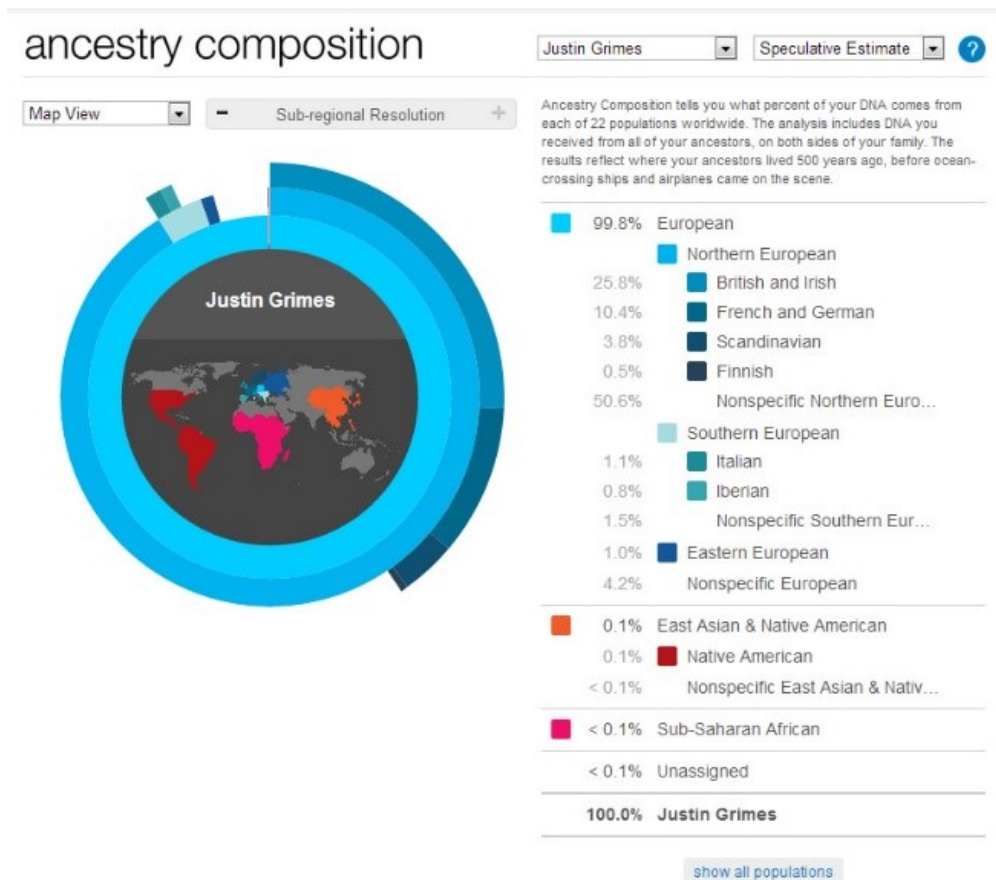 ancestry composition
Justin Grimes
Speculative Estimate
?
Map View
− Sub-regional Resolution +
Ancestry Composition tells you what percent of your DNA comes from
each of 22 populations worldwide. The analysis includes DNA you
received from all of your ancestors, on both sides of your family. The
results reflect where your ancestors lived 500 years ago, before ocean-
crossing ships and airplanes came on the scene.
Justin Grimes
99.8% European
Northern European
25.8% British and Irish
10.4% French and German
3.8% Scandinavian
0.5% Finnish
50.6% Nonspecific Northern Euro...
Southern European
1.1% Italian
0.8% Iberian
1.5% Nonspecific Southern Eur...
1.0% Eastern European
4.2% Nonspecific European
0.1% East Asian & Native American
0.1% Native American
< 0.1% Nonspecific East Asian & Nativ...
< 0.1% Sub-Saharan African
< 0.1% Unassigned
100.0% Justin Grimes
show all populations